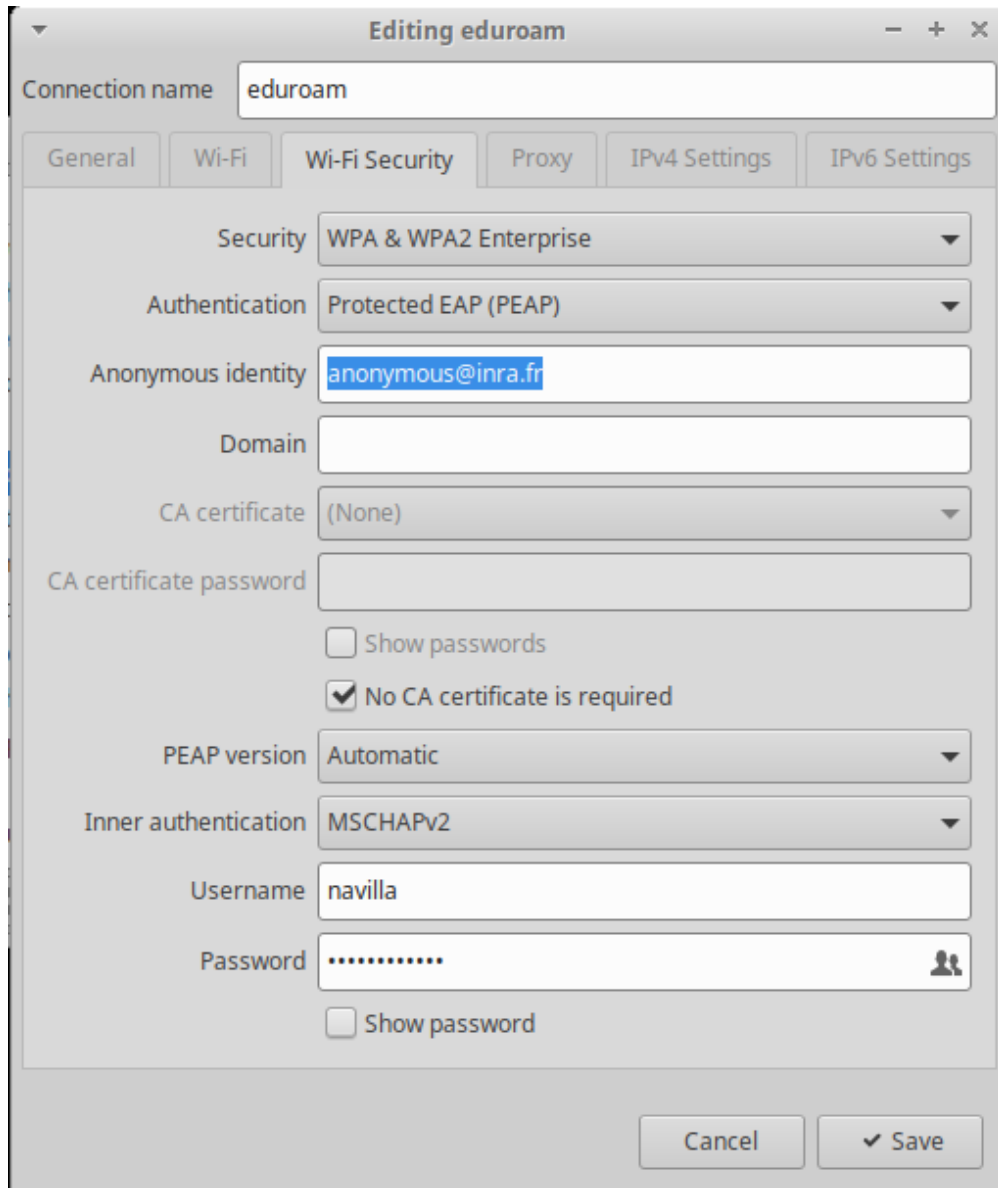 Editing eduroam
Connection name eduroam
General Wi-Fi Wi-Fi Security Proxy IPv4 Settings IPv6 Settings
Security WPA & WPA2 Enterprise
Authentication Protected EAP (PEAP)
Anonymous identity anonymous@inra.fr
Domain
CA certificate (None)
CA certificate password
Show passwords
No CA certificate is required
PEAP version Automatic
Inner authentication MSCHAPv2
Username navilla
Password ••••••••••••
Show password
Cancel Save